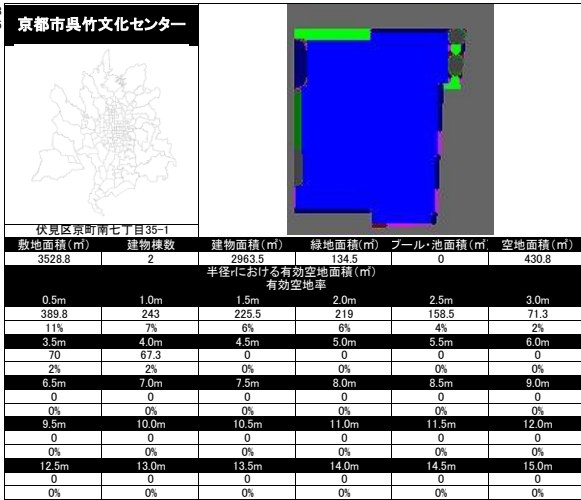 京都市呉竹文化センター
伏見区京町南七丁目35-1
敷地面積(㎡) 建物棟数 建物面積(㎡) 緑地面積(㎡) プール・池面積(㎡) 空地面積(㎡)
3528.8 2 2963.5 134.5 0 430.8
半径rにおける有効空地面積(㎡)
有効空地率
0.5m 1.0m 1.5m 2.0m 2.5m 3.0m
389.8 243 225.5 219 158.5 71.3
11% 7% 6% 6% 4% 2%
3.5m 4.0m 4.5m 5.0m 5.5m 6.0m
70 67.3 0 0 0 0
2% 2% 0% 0% 0% 0%
6.5m 7.0m 7.5m 8.0m 8.5m 9.0m
0 0 0 0 0 0
0% 0% 0% 0% 0% 0%
9.5m 10.0m 10.5m 11.0m 11.5m 12.0m
0 0 0 0 0 0
0% 0% 0% 0% 0% 0%
12.5m 13.0m 13.5m 14.0m 14.5m 15.0m
0 0 0 0 0 0
0% 0% 0% 0% 0% 0%